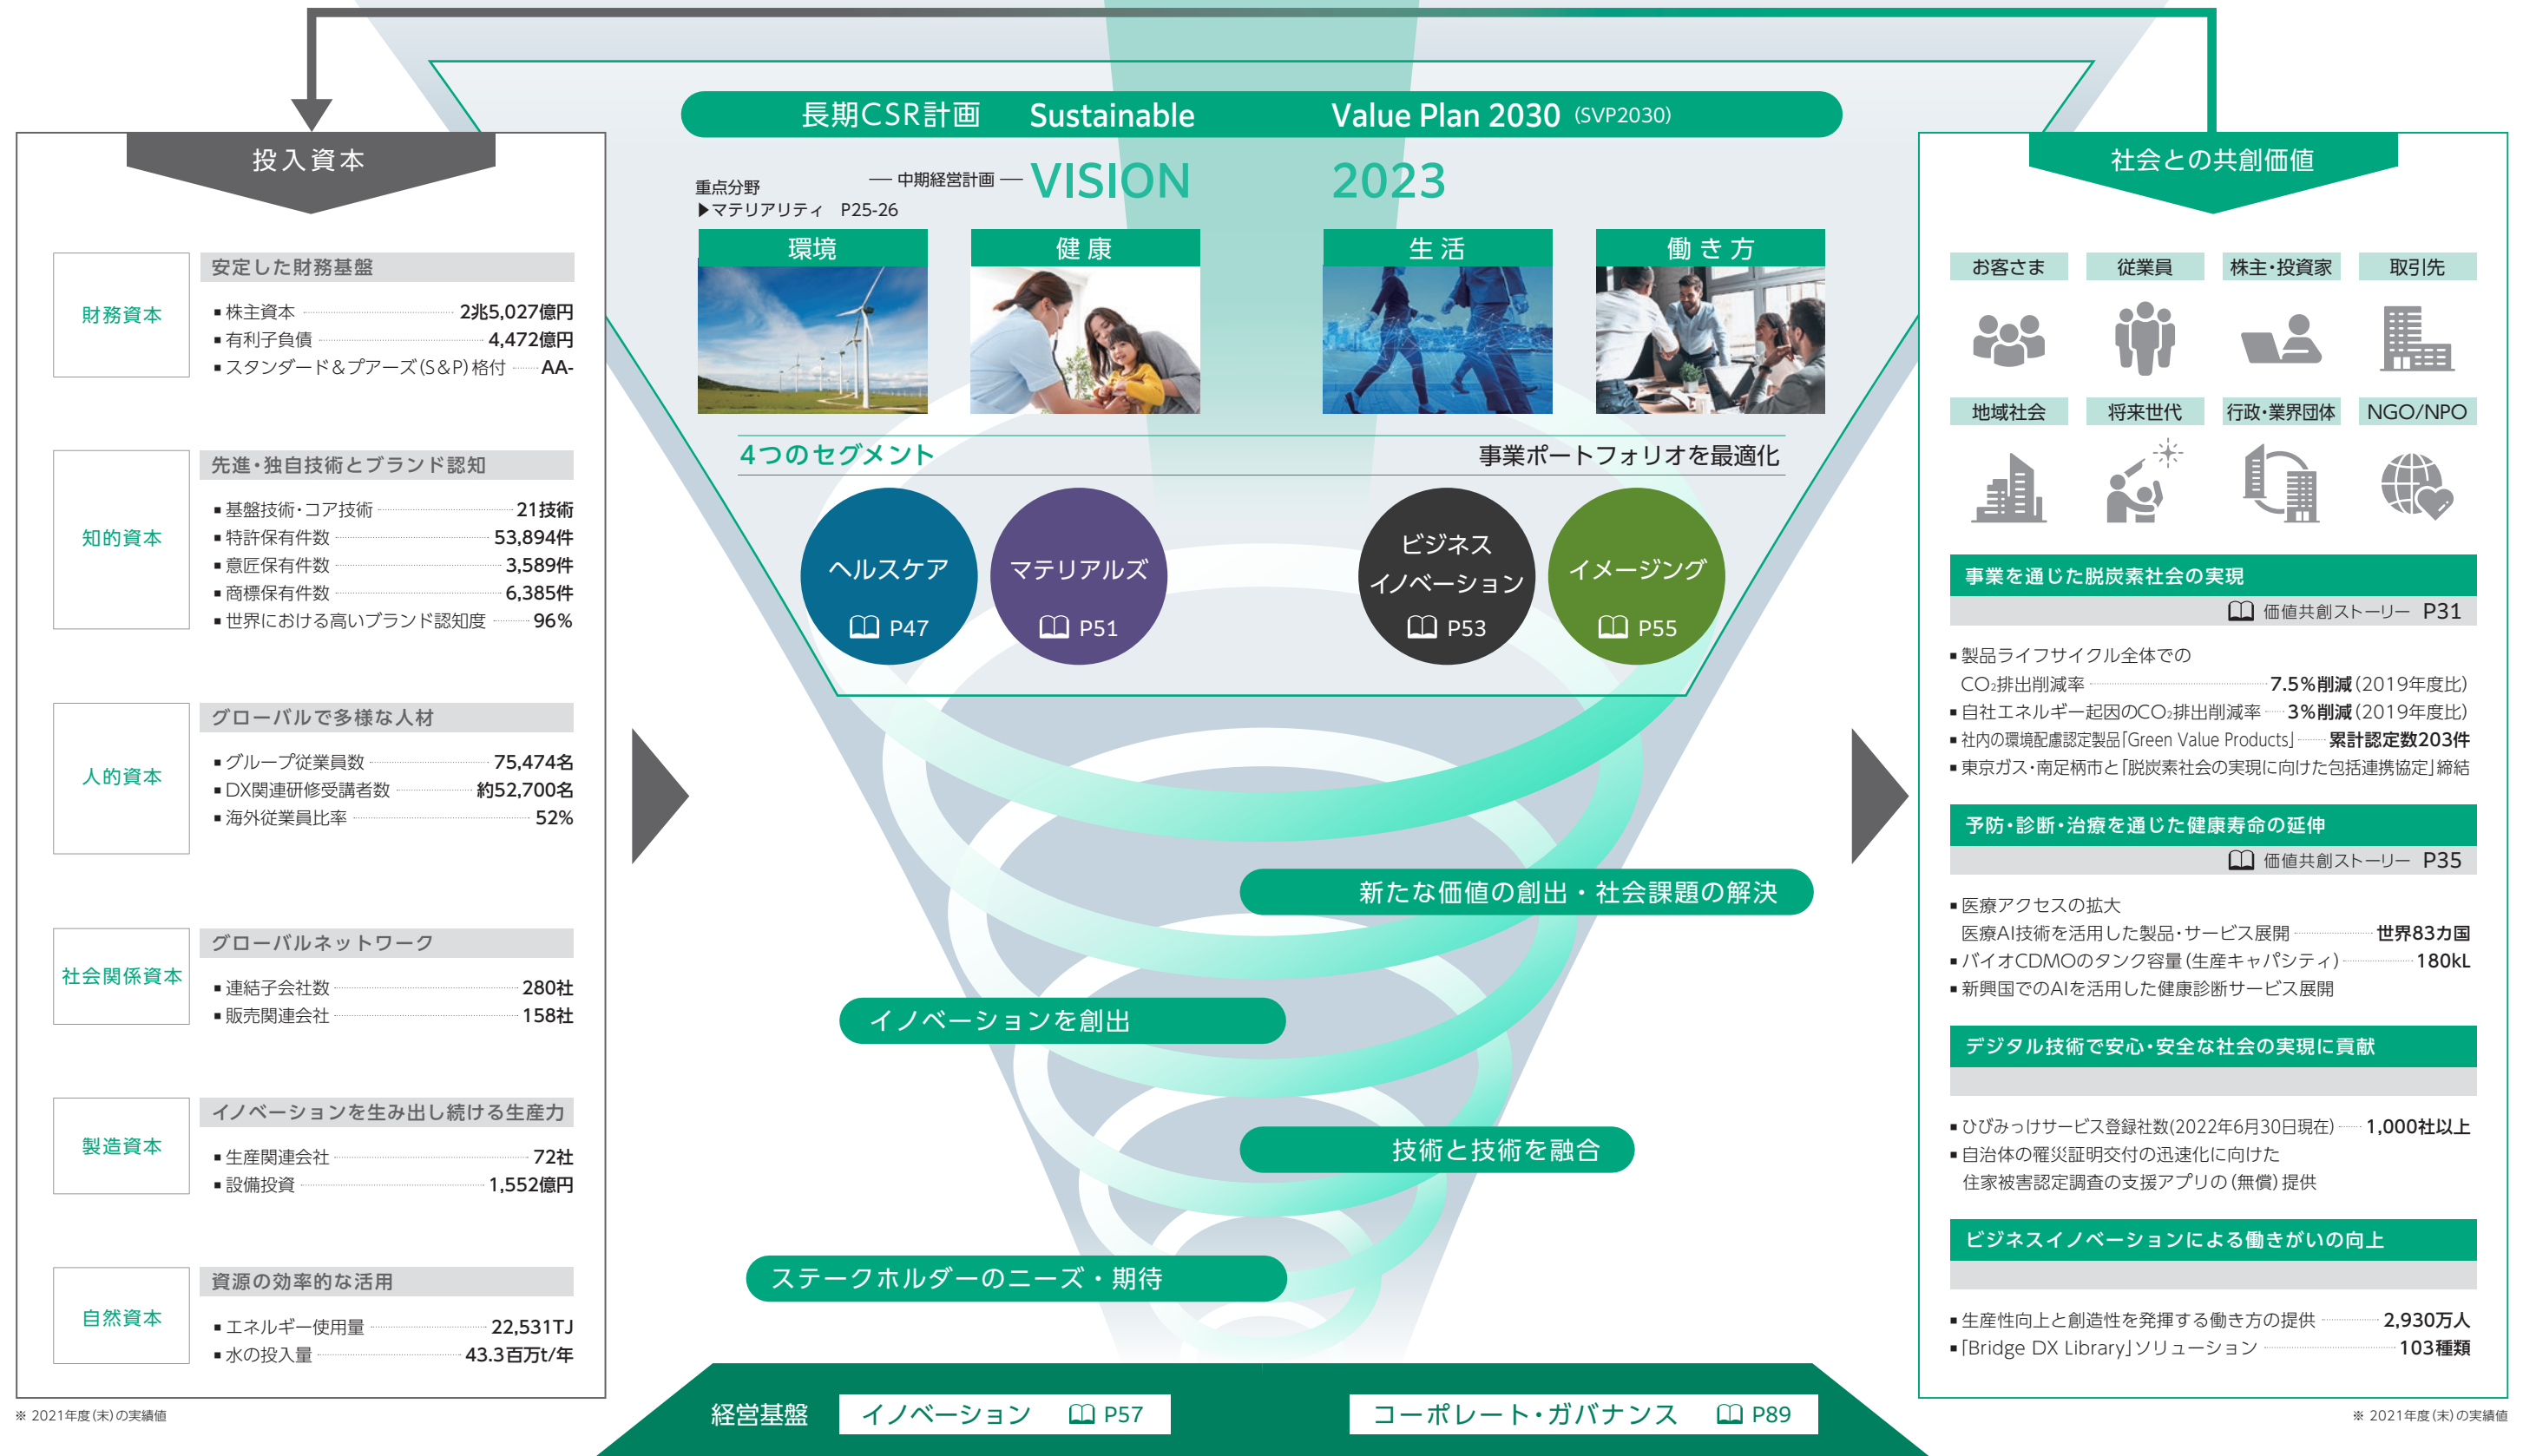 投入資本
財務資本
安定した財務基盤
▪株主資本 2兆5,027億円
▪有利子負債 4,472億円
▪スタンダード&プアーズ(S&P)格付 AA-
知的資本
先進・独自技術とブランド認知
▪基盤技術・コア技術 21技術
▪特許保有件数 53,894件
▪意匠保有件数 3,589件
▪商標保有件数 6,385件
▪世界における高いブランド認知度 96%
人的資本
グローバルで多様な人材
▪グループ従業員数 75,474名
▪DX関連研修受講者数 約52,700名
▪海外従業員比率 52%
社会関係資本
グローバルネットワーク
▪連結子会社数 280社
▪販売関連会社 158社
製造資本
イノベーションを生み出し続ける生産力
▪生産関連会社 72社
▪設備投資 1,552億円
自然資本
資源の効率的な活用
▪エネルギー使用量 22,531TJ
▪水の投入量 43.3百万t/年
※ 2021年度(末)の実績値
長期CSR計画 Sustainable Value Plan 2030 (SVP2030)
— 中期経営計画 — VISION 2023
重点分野
▶マテリアリティ P25-26
環境
健康
生活
働き方
4つのセグメント 事業ポートフォリオを最適化
ヘルスケア
P47
マテリアルズ
P51
ビジネス
イノベーション
P53
イメージング
P55
新たな価値の創出・社会課題の解決
イノベーションを創出
技術と技術を融合
ステークホルダーのニーズ・期待
経営基盤
イノベーション P57
コーポレート・ガバナンス P89
社会との共創価値
お客さま 従業員 株主・投資家 取引先
地域社会 将来世代 行政・業界団体 NGO/NPO
事業を通じた脱炭素社会の実現
価値共創ストーリー P31
▪製品ライフサイクル全体での
CO₂排出削減率 7.5%削減(2019年度比)
▪自社エネルギー起因のCO₂排出削減率 3%削減(2019年度比)
▪社内の環境配慮認定製品「Green Value Products」 累計認定数203件
▪東京ガス・南足柄市と「脱炭素社会の実現に向けた包括連携協定」締結
予防・診断・治療を通じた健康寿命の延伸
価値共創ストーリー P35
▪医療アクセスの拡大
医療AI技術を活用した製品・サービス展開 世界83カ国
▪バイオCDMOのタンク容量(生産キャパシティ) 180kL
▪新興国でのAIを活用した健康診断サービス展開
デジタル技術で安心・安全な社会の実現に貢献
▪ひびみっけサービス登録社数(2022年6月30日現在) 1,000社以上
▪自治体の罹災証明交付の迅速化に向けた
住家被害認定調査の支援アプリの(無償)提供
ビジネスイノベーションによる働きがいの向上
▪生産性向上と創造性を発揮する働き方の提供 2,930万人
▪「Bridge DX Library」ソリューション 103種類
※ 2021年度(末)の実績値